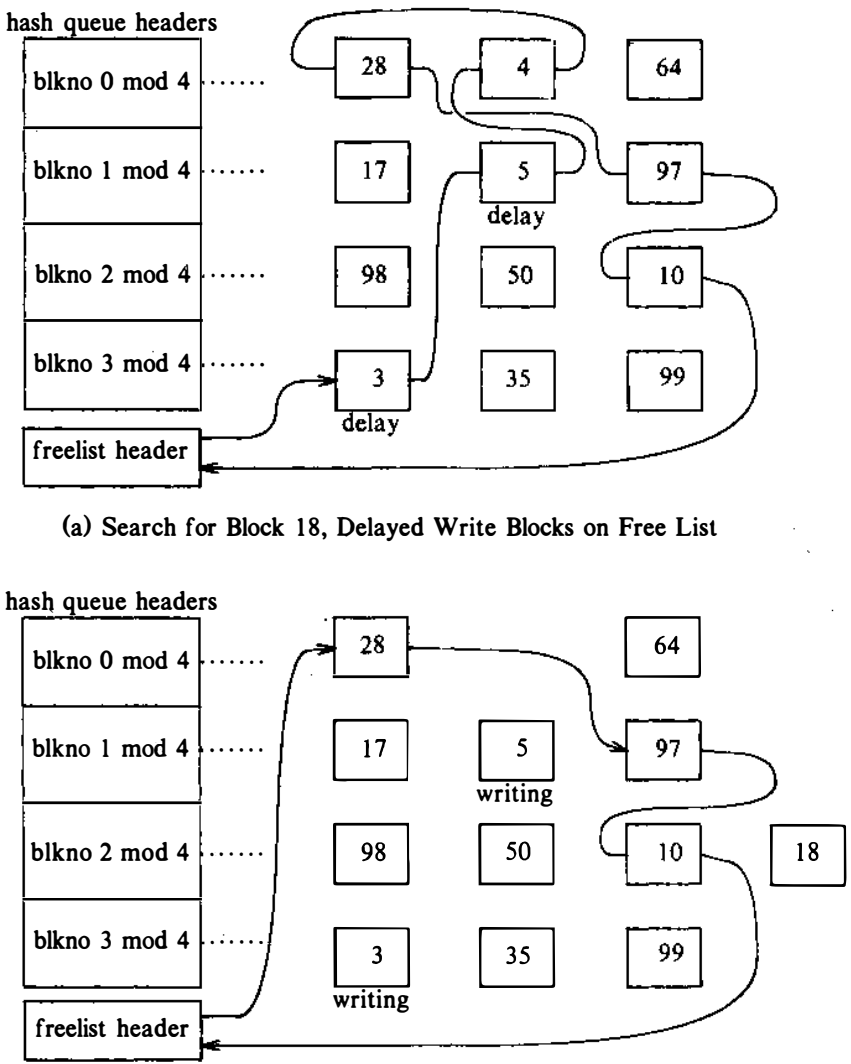 hash queue headers
blkno 0 mod 4 ....... 28 4 64
blkno 1 mod 4 ....... 17 5 97
delay
blkno 2 mod 4 ....... 98 50 10
blkno 3 mod 4 ....... 3 35 99
delay
freelist header
(a) Search for Block 18, Delayed Write Blocks on Free List
hash queue headers
blkno 0 mod 4 ....... 28 64
blkno 1 mod 4 ....... 17 5 97
writing
blkno 2 mod 4 ....... 98 50 10 18
blkno 3 mod 4 ....... 3 35 99
writing
freelist header